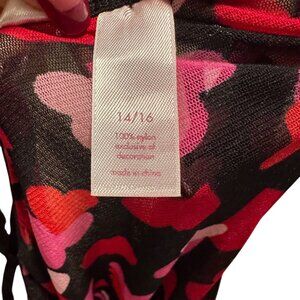 14/16
100% nylon
exclusive of
decoration
made in china